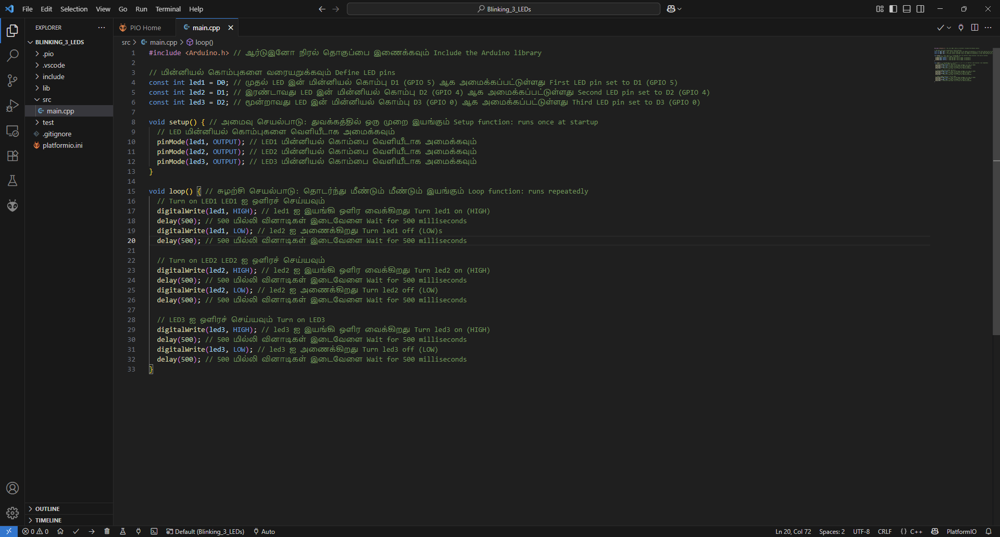 File Edit Selection View Go Run Terminal Help
Blinking_3_LEDs
EXPLORER
BLINKING_3_LEDS
.pio
.vscode
include
lib
src
main.cpp
test
.gitignore
platformio.ini
OUTLINE
TIMELINE
PIO Home main.cpp
src > main.cpp > loop()
1 #include <Arduino.h> // ஆர்டுஇனோ நிரல் தொகுப்பை இணைக்கவும் Include the Arduino library
2
3 // மின்னியல் கொம்புகளை வரையறுக்கவும் Define LED pins
4 const int led1 = D0; // முதல் LED இன் மின்னியல் கொம்பு D1 (GPIO 5) ஆக அமைக்கப்பட்டுள்ளது First LED pin set to D1 (GPIO 5)
5 const int led2 = D1; // இரண்டாவது LED இன் மின்னியல் கொம்பு D2 (GPIO 4) ஆக அமைக்கப்பட்டுள்ளது Second LED pin set to D2 (GPIO 4)
6 const int led3 = D2; // மூன்றாவது LED இன் மின்னியல் கொம்பு D3 (GPIO 0) ஆக அமைக்கப்பட்டுள்ளது Third LED pin set to D3 (GPIO 0)
7
8 void setup() { // அமைவு செயல்பாடு: துவக்கத்தில் ஒரு முறை இயங்கும் Setup function: runs once at startup
9 // LED மின்னியல் கொம்புகளை வெளியீடாக அமைக்கவும்
10 pinMode(led1, OUTPUT); // LED1 மின்னியல் கொம்பை வெளியீடாக அமைக்கவும்
11 pinMode(led2, OUTPUT); // LED2 மின்னியல் கொம்பை வெளியீடாக அமைக்கவும்
12 pinMode(led3, OUTPUT); // LED3 மின்னியல் கொம்பை வெளியீடாக அமைக்கவும்
13 }
14
15 void loop() { // சுழற்சி செயல்பாடு: தொடர்ந்து மீண்டும் மீண்டும் இயங்கும் Loop function: runs repeatedly
16 // Turn on LED1 LED1 ஐ ஒளிரச் செய்யவும்
17 digitalWrite(led1, HIGH); // led1 ஐ இயங்கி ஒளிர வைக்கிறது Turn led1 on (HIGH)
18 delay(500); // 500 மில்லி வினாடிகள் இடைவேளை Wait for 500 milliseconds
19 digitalWrite(led1, LOW); // led2 ஐ அணைக்கிறது Turn led1 off (LOW)s
20 delay(500); // 500 மில்லி வினாடிகள் இடைவேளை Wait for 500 milliseconds
21
22 // Turn on LED2 LED2 ஐ ஒளிரச் செய்யவும்
23 digitalWrite(led2, HIGH); // led2 ஐ இயங்கி ஒளிர வைக்கிறது Turn led2 on (HIGH)
24 delay(500); // 500 மில்லி வினாடிகள் இடைவேளை Wait for 500 milliseconds
25 digitalWrite(led2, LOW); // led2 ஐ அணைக்கிறது Turn led2 off (LOW)
26 delay(500); // 500 மில்லி வினாடிகள் இடைவேளை Wait for 500 milliseconds
27
28 // LED3 ஐ ஒளிரச் செய்யவும் Turn on LED3
29 digitalWrite(led3, HIGH); // led3 ஐ இயங்கி ஒளிர வைக்கிறது Turn led3 on (HIGH)
30 delay(500); // 500 மில்லி வினாடிகள் இடைவேளை Wait for 500 milliseconds
31 digitalWrite(led3, LOW); // led3 ஐ அணைக்கிறது Turn led3 off (LOW)
32 delay(500); // 500 மில்லி வினாடிகள் இடைவேளை Wait for 500 milliseconds
33 }
0 0 Default (Blinking_3_LEDs) Auto Ln 20, Col 72 Spaces: 2 UTF-8 CRLF {} C++ PlatformIO